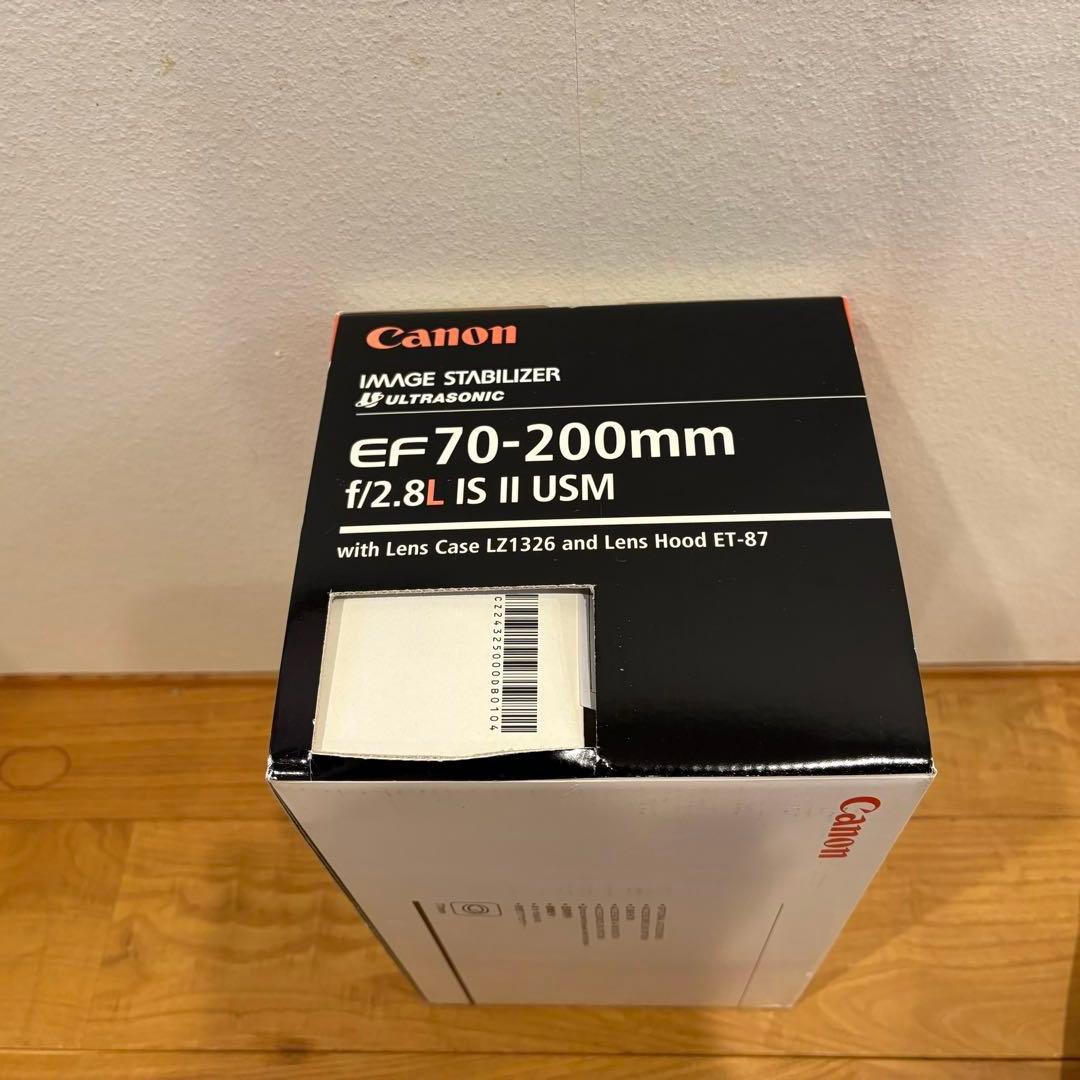 Canon
IMAGE STABILIZER
ULTRASONIC
EF70-200mm
f/2.8L IS II USM
with Lens Case LZ1326 and Lens Hood ET-87
CZ2432500DB0104
Canon